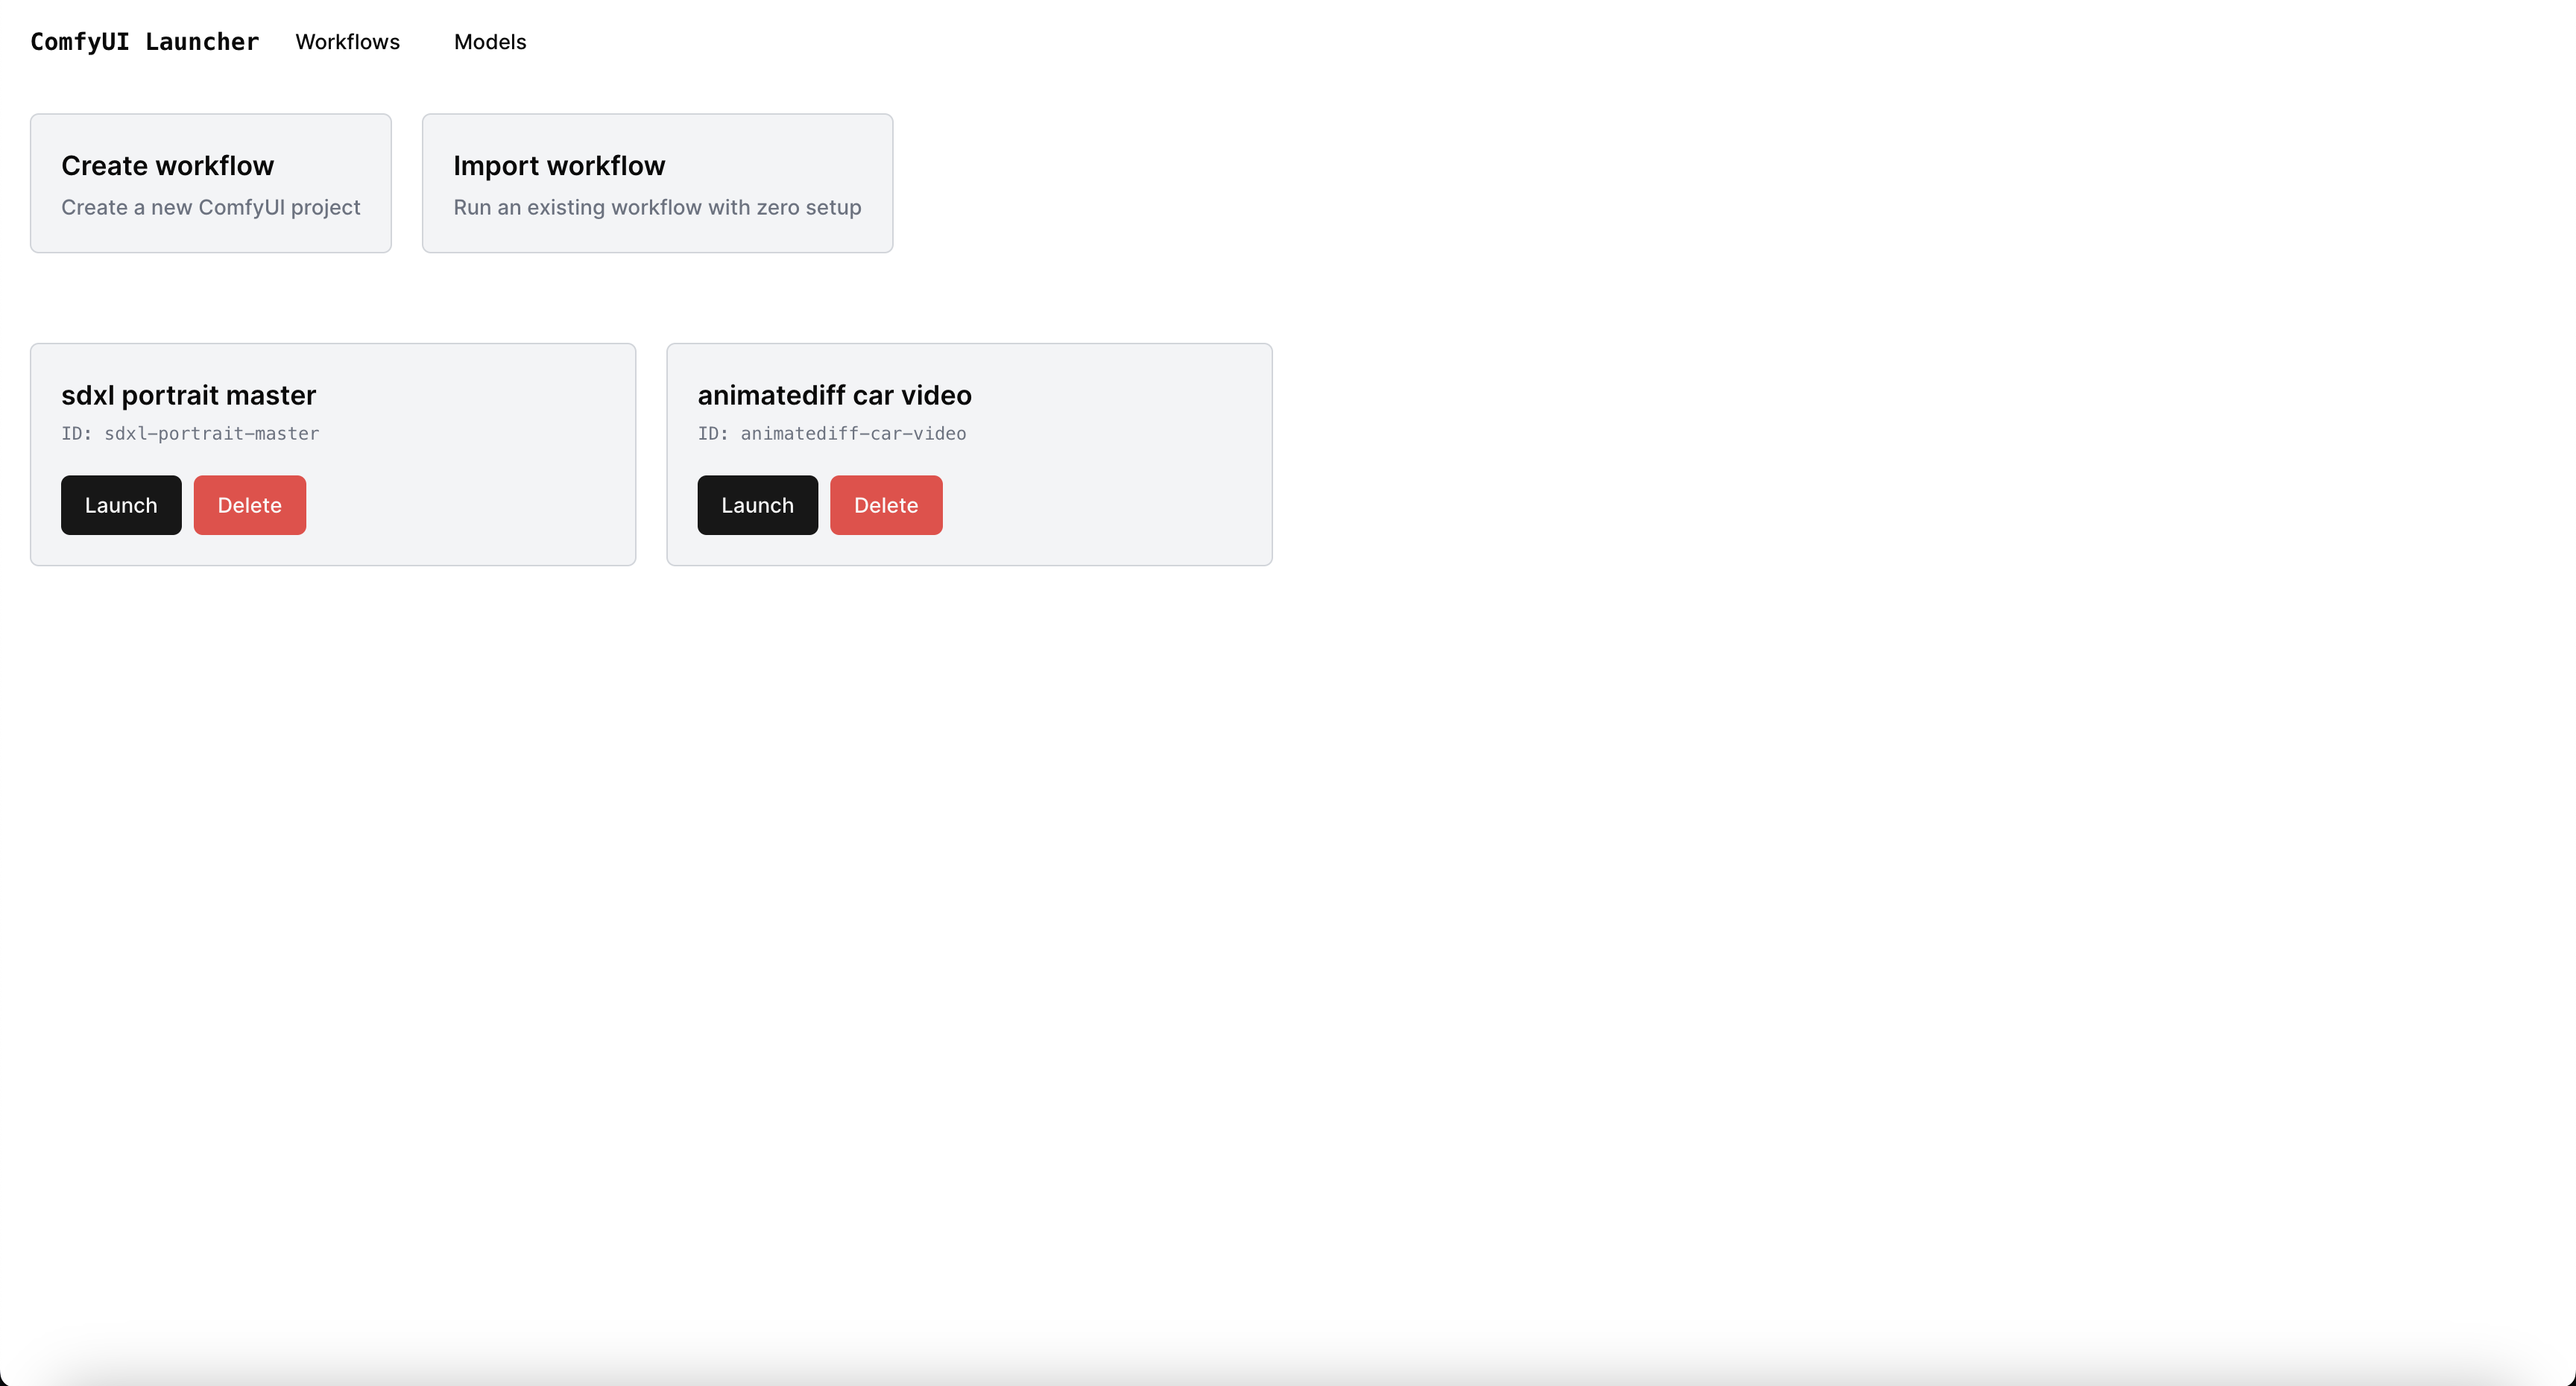 ComfyUI Launcher Workflows Models
Create workflow
Create a new ComfyUI project
Import workflow
Run an existing workflow with zero setup
sdxl portrait master
ID: sdxl-portrait-master
Launch Delete
animatediff car video
ID: animatediff-car-video
Launch Delete